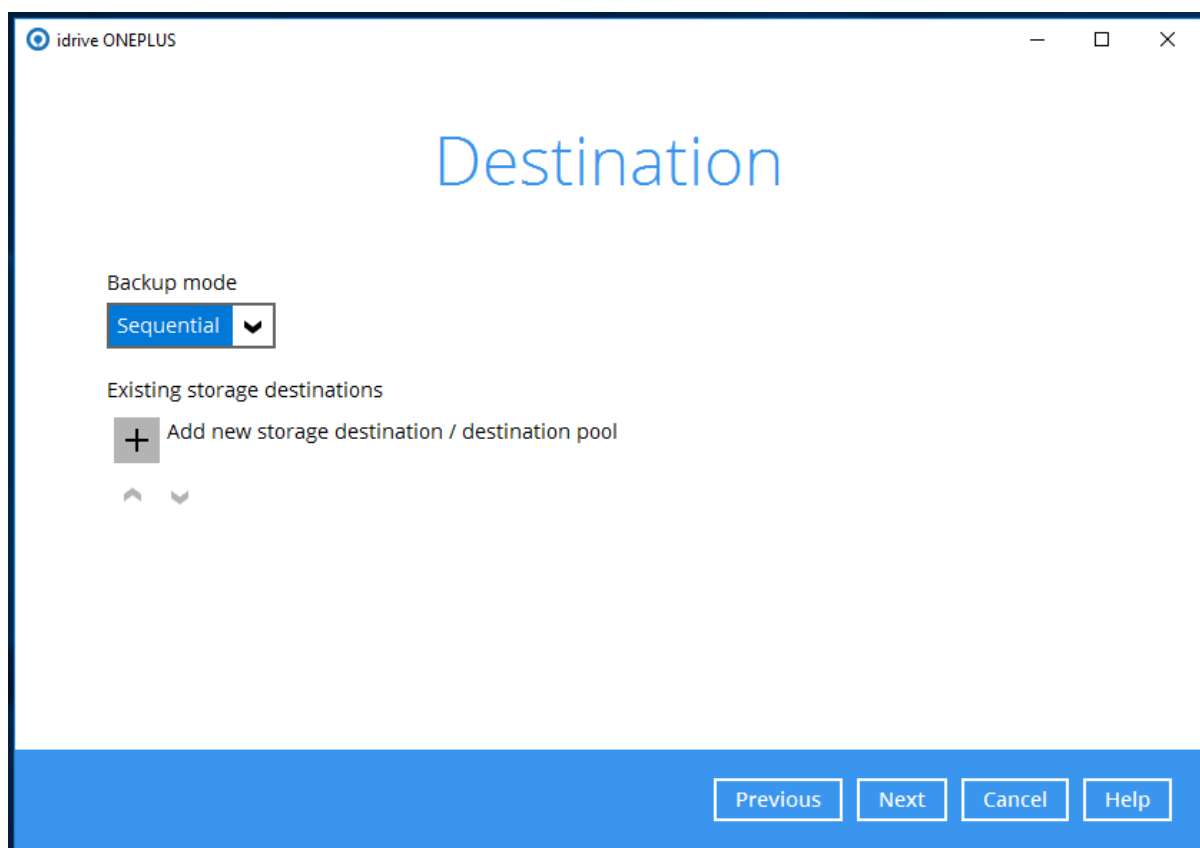 idrive ONEPLUS
Destination
Backup mode
Sequential
Existing storage destinations
Add new storage destination / destination pool
Previous Next Cancel Help